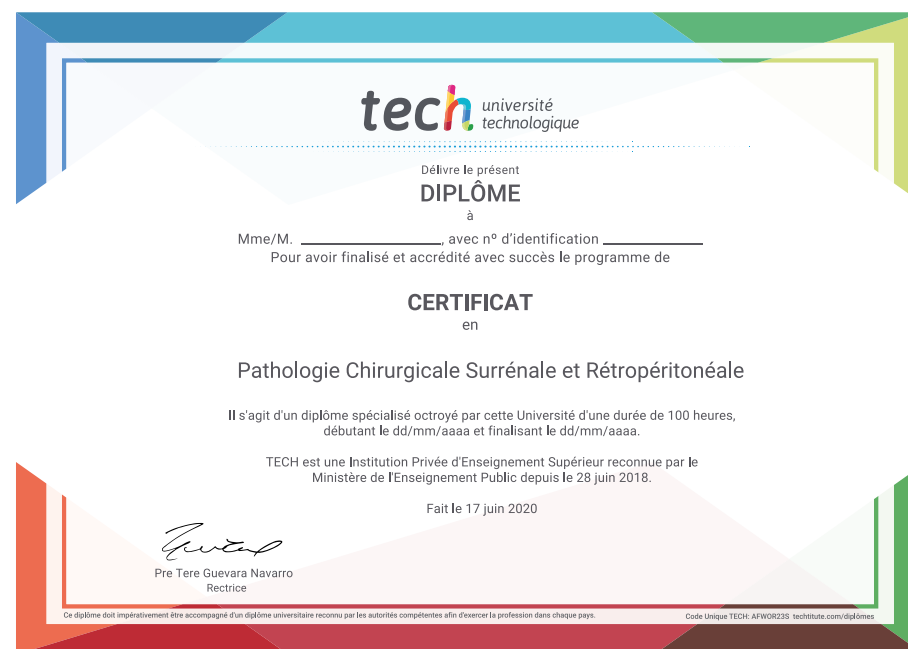 tech université
technologique
Délivre le présent
DIPLÔME
à
Mme/M. ____________________, avec nº d'identification ______________
Pour avoir finalisé et accrédité avec succès le programme de
CERTIFICAT
en
Pathologie Chirurgicale Surrénale et Rétropéritonéale
Il s'agit d'un diplôme spécialisé octroyé par cette Université d'une durée de 100 heures,
débutant le dd/mm/aaaa et finalisant le dd/mm/aaaa.
TECH est une Institution Privée d'Enseignement Supérieur reconnue par le
Ministère de l'Enseignement Public depuis le 28 juin 2018.
Fait le 17 juin 2020
Pre Tere Guevara Navarro
Rectrice
Ce diplôme doit impérativement être accompagné d'un diplôme universitaire reconnu par les autorités compétentes afin d'exercer la profession dans chaque pays.
Code Unique TECH: AFWOR23S techtitute.com/diplômes